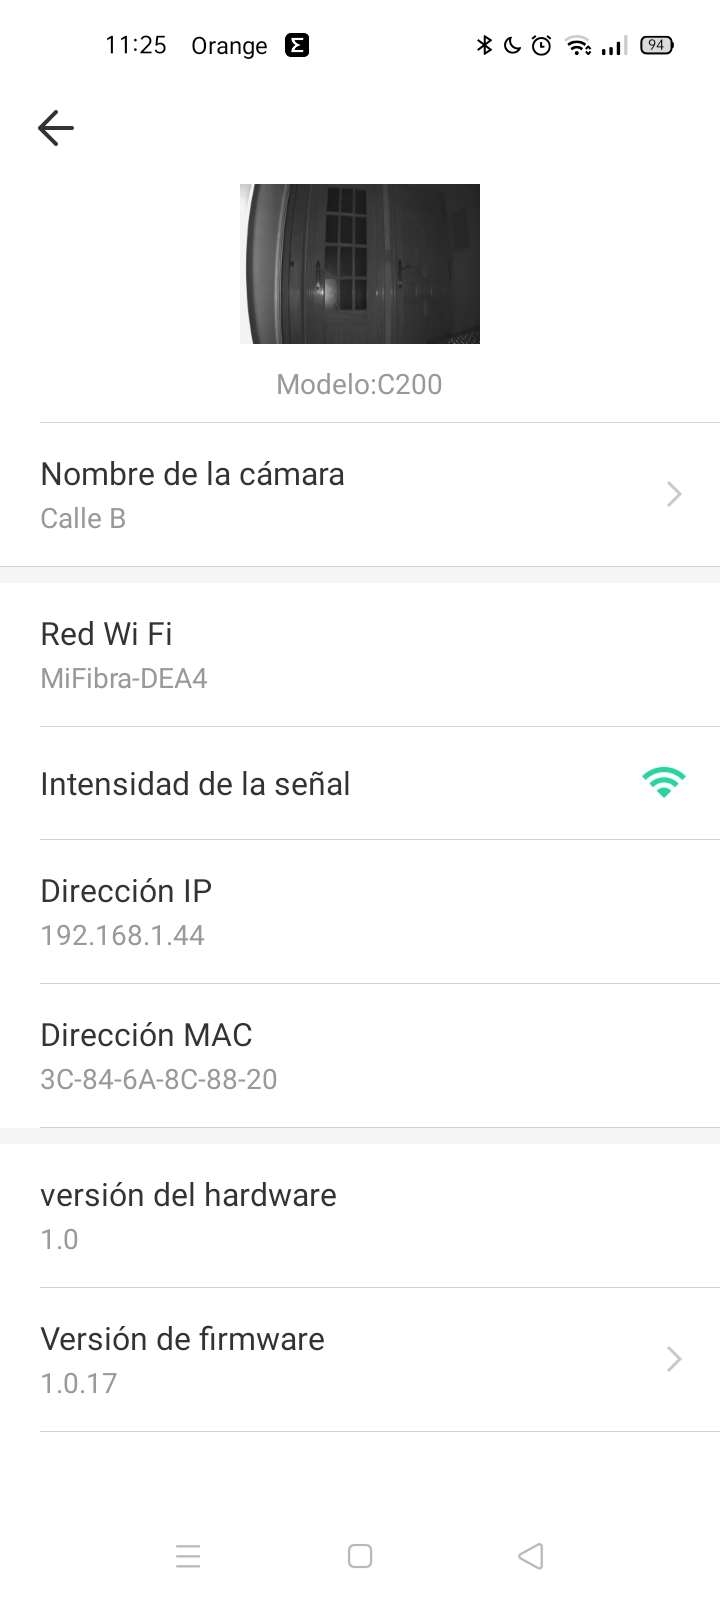 11:25 Orange Σ 94
Modelo:C200
Nombre de la cámara
Calle B
Red Wi Fi
MiFibra-DEA4
Intensidad de la señal
Dirección IP
192.168.1.44
Dirección MAC
3C-84-6A-8C-88-20
versión del hardware
1.0
Versión de firmware
1.0.17